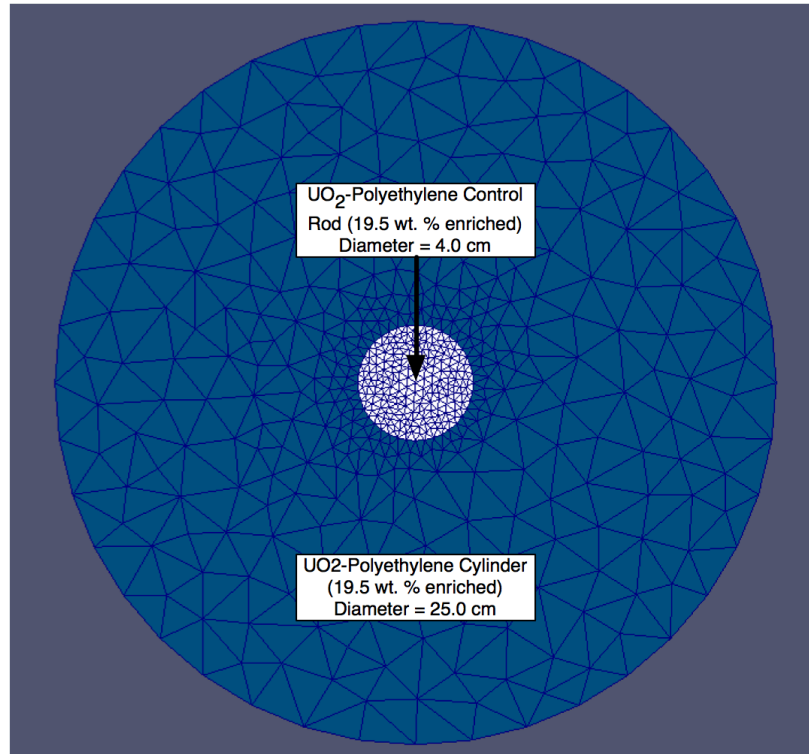 UO₂-Polyethylene Control
Rod (19.5 wt. % enriched)
Diameter = 4.0 cm
UO2-Polyethylene Cylinder
(19.5 wt. % enriched)
Diameter = 25.0 cm